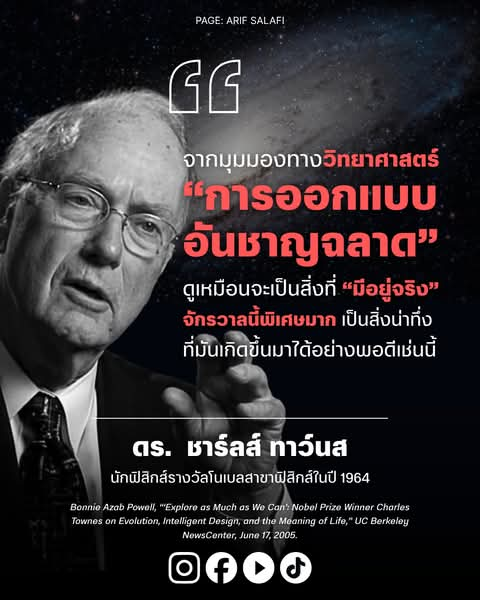 PAGE: ARIF SALAFI
จากมุมมองทางวิทยาศาสตร์
“การออกแบบ
อันชาญฉลาด”
ดูเหมือนจะเป็นสิ่งที่ “มีอยู่จริง”
จักรวาลนี้พิเศษมาก เป็นสิ่งน่าทึ่ง
ที่มันเกิดขึ้นมาได้อย่างพอดีเช่นนี้
ดร. ชาร์ลส์ ทาว์นส
นักฟิสิกส์รางวัลโนเบลสาขาฟิสิกส์ในปี 1964
Bonnie Azab Powell, “‘Explore as Much as We Can’: Nobel Prize Winner Charles
Townes on Evolution, Intelligent Design, and the Meaning of Life,” UC Berkeley
NewsCenter, June 17, 2005.